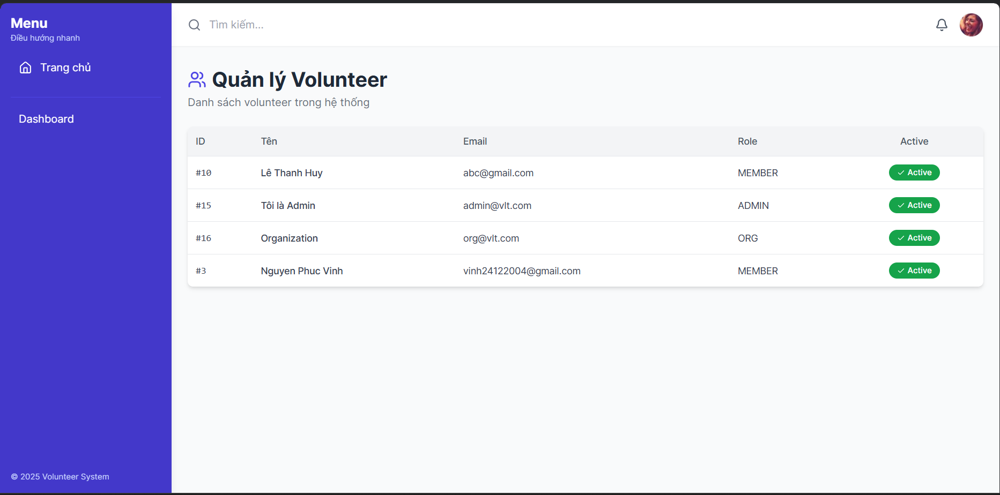 Menu
Điều hướng nhanh
Trang chủ
Dashboard
© 2025 Volunteer System
Tìm kiếm...
Quản lý Volunteer
Danh sách volunteer trong hệ thống
ID Tên Email Role Active
#10 Lê Thanh Huy abc@gmail.com MEMBER Active
#15 Tôi là Admin admin@vlt.com ADMIN Active
#16 Organization org@vlt.com ORG Active
#3 Nguyen Phuc Vinh vinh24122004@gmail.com MEMBER Active